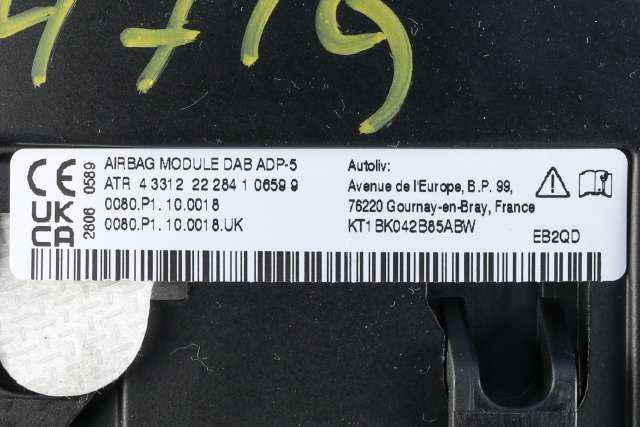 4719
CE 0589
UK CA 2806
AIRBAG MODULE DAB ADP-5
ATR 4 3312 22 284 1 0659 9
0080.P1.10.0018
0080.P1.10.0018.UK
Autoliv:
Avenue de l'Europe, B.P. 99,
76220 Gournay-en-Bray, France
KT1BK042B85ABW
EB2QD